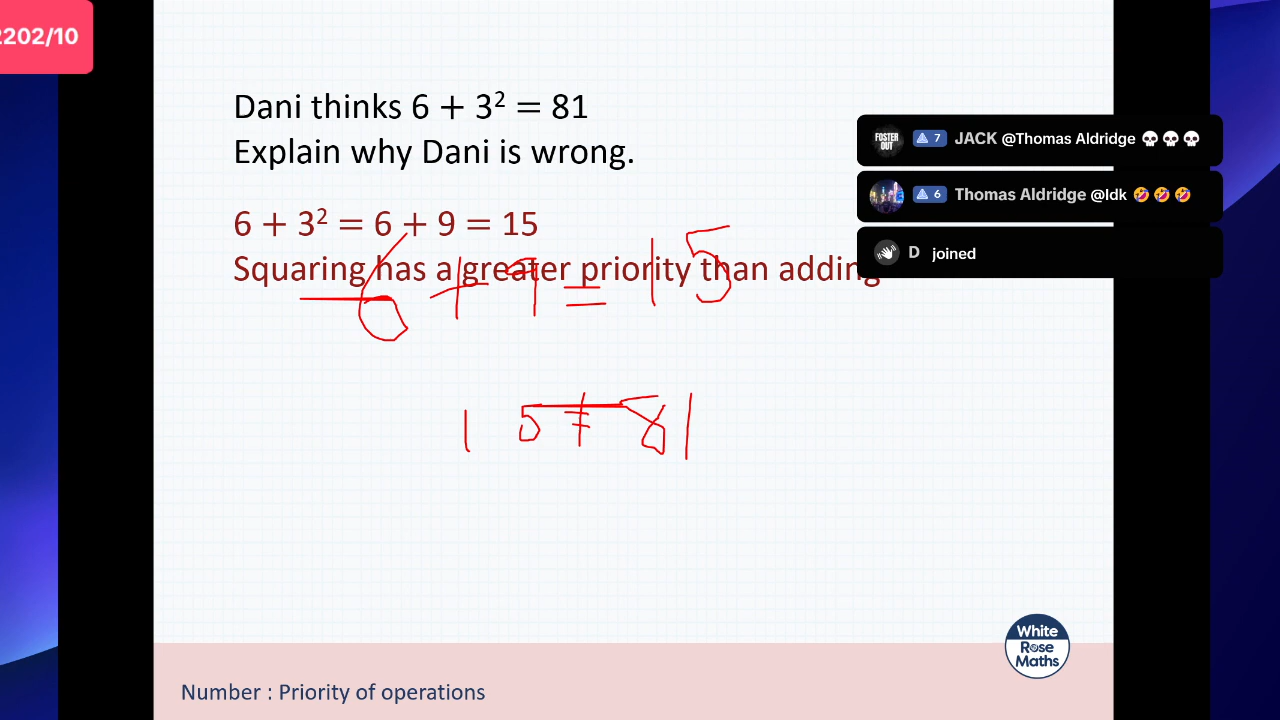 2202/10
Dani thinks 6 + 3² = 81
Explain why Dani is wrong.
6 + 3² = 6 + 9 = 15
Squaring has a greater priority than adding
6 + 9 = 15
15 ≠ 81
FOSTER
OUT
7 JACK @Thomas Aldridge 💀💀💀
6 Thomas Aldridge @Idk 🤣🤣🤣
D joined
White
Rose
Maths
Number : Priority of operations